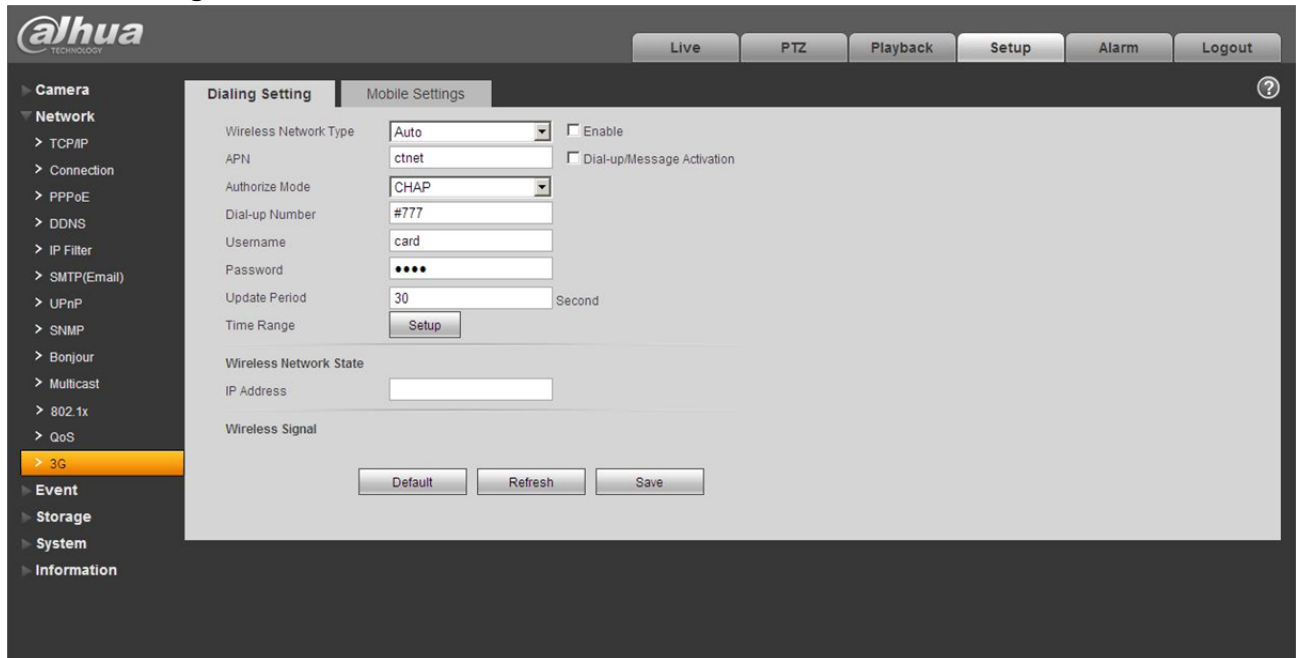 alhua
TECHNOLOGY
Live PTZ Playback Setup Alarm Logout
Camera
Network
> TCP/IP
> Connection
> PPPoE
> DDNS
> IP Filter
> SMTP(Email)
> UPnP
> SNMP
> Bonjour
> Multicast
> 802.1x
> QoS
> 3G
Event
Storage
System
Information
Dialing Setting Mobile Settings ?
Wireless Network Type Auto Enable
APN ctnet Dial-up/Message Activation
Authorize Mode CHAP
Dial-up Number #777
Username card
Password ••••
Update Period 30 Second
Time Range Setup
Wireless Network State
IP Address
Wireless Signal
Default Refresh Save